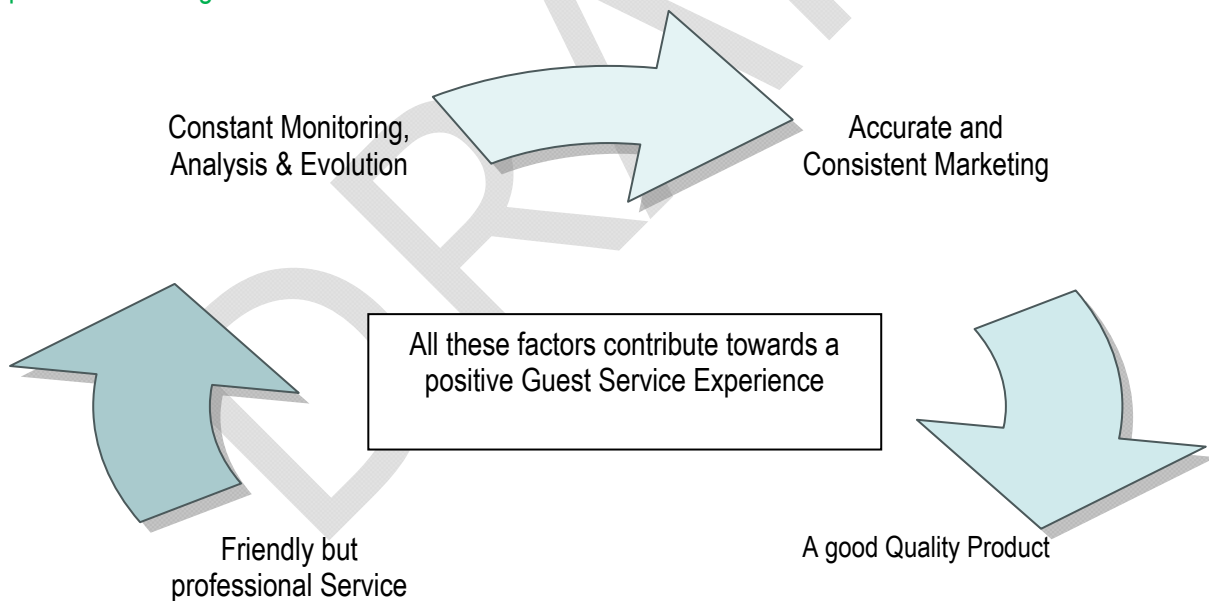 Constant Monitoring,
Analysis & Evolution
Accurate and
Consistent Marketing
All these factors contribute towards a
positive Guest Service Experience
A good Quality Product
Friendly but
professional Service